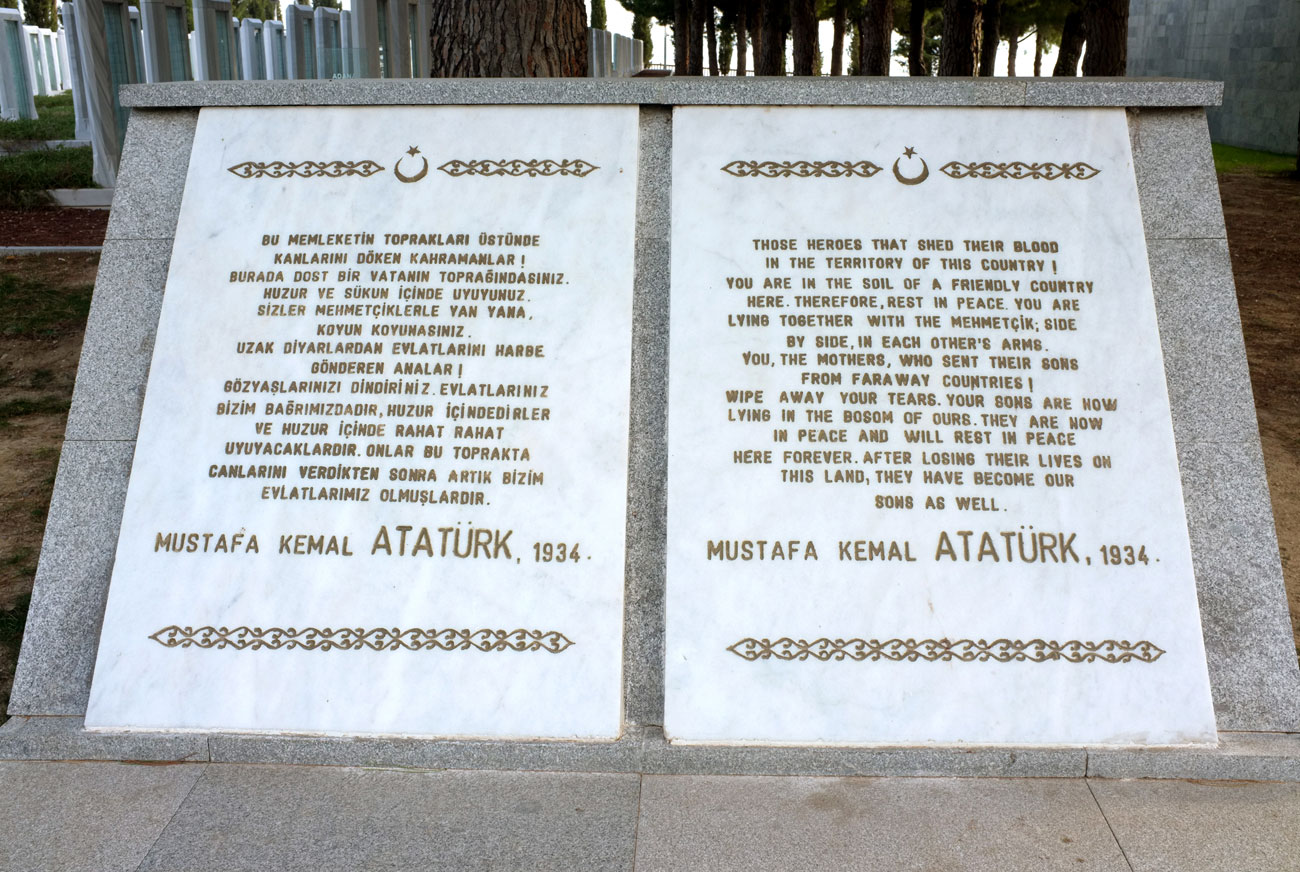 BU MEMLEKETİN TOPRAKLARI ÜSTÜNDE
KANLARINI DÖKEN KAHRAMANLAR !
BURADA DOST BİR VATANIN TOPRAĞINDASINIZ.
HUZUR VE SÜKUN İÇİNDE UYUYUNUZ.
SİZLER MEHMETÇİKLERLE YAN YANA,
KOYUN KOYUNASINIZ.
UZAK DİYARLARDAN EVLATLARINI HARBE
GÖNDEREN ANALAR !
GÖZYAŞLARINIZI DİNDİRİNİZ. EVLATLARINIZ
BİZİM BAĞRIMIZDADIR, HUZUR İÇİNDEDİRLER
VE HUZUR İÇİNDE RAHAT RAHAT
UYUYACAKLARDIR. ONLAR BU TOPRAKTA
CANLARINI VERDİKTEN SONRA ARTIK BİZİM
EVLATLARIMIZ OLMUŞLARDIR.
MUSTAFA KEMAL ATATÜRK, 1934.
THOSE HEROES THAT SHED THEIR BLOOD
IN THE TERRITORY OF THIS COUNTRY !
YOU ARE IN THE SOIL OF A FRIENDLY COUNTRY
HERE. THEREFORE, REST IN PEACE. YOU ARE
LYING TOGETHER WITH THE MEHMETÇİK; SIDE
BY SIDE, IN EACH OTHER'S ARMS.
YOU, THE MOTHERS, WHO SENT THEIR SONS
FROM FARAWAY COUNTRIES !
WIPE AWAY YOUR TEARS. YOUR SONS ARE NOW
LYING IN THE BOSOM OF OURS. THEY ARE NOW
IN PEACE AND WILL REST IN PEACE
HERE FOREVER. AFTER LOSING THEIR LIVES ON
THIS LAND, THEY HAVE BECOME OUR
SONS AS WELL.
MUSTAFA KEMAL ATATÜRK, 1934.